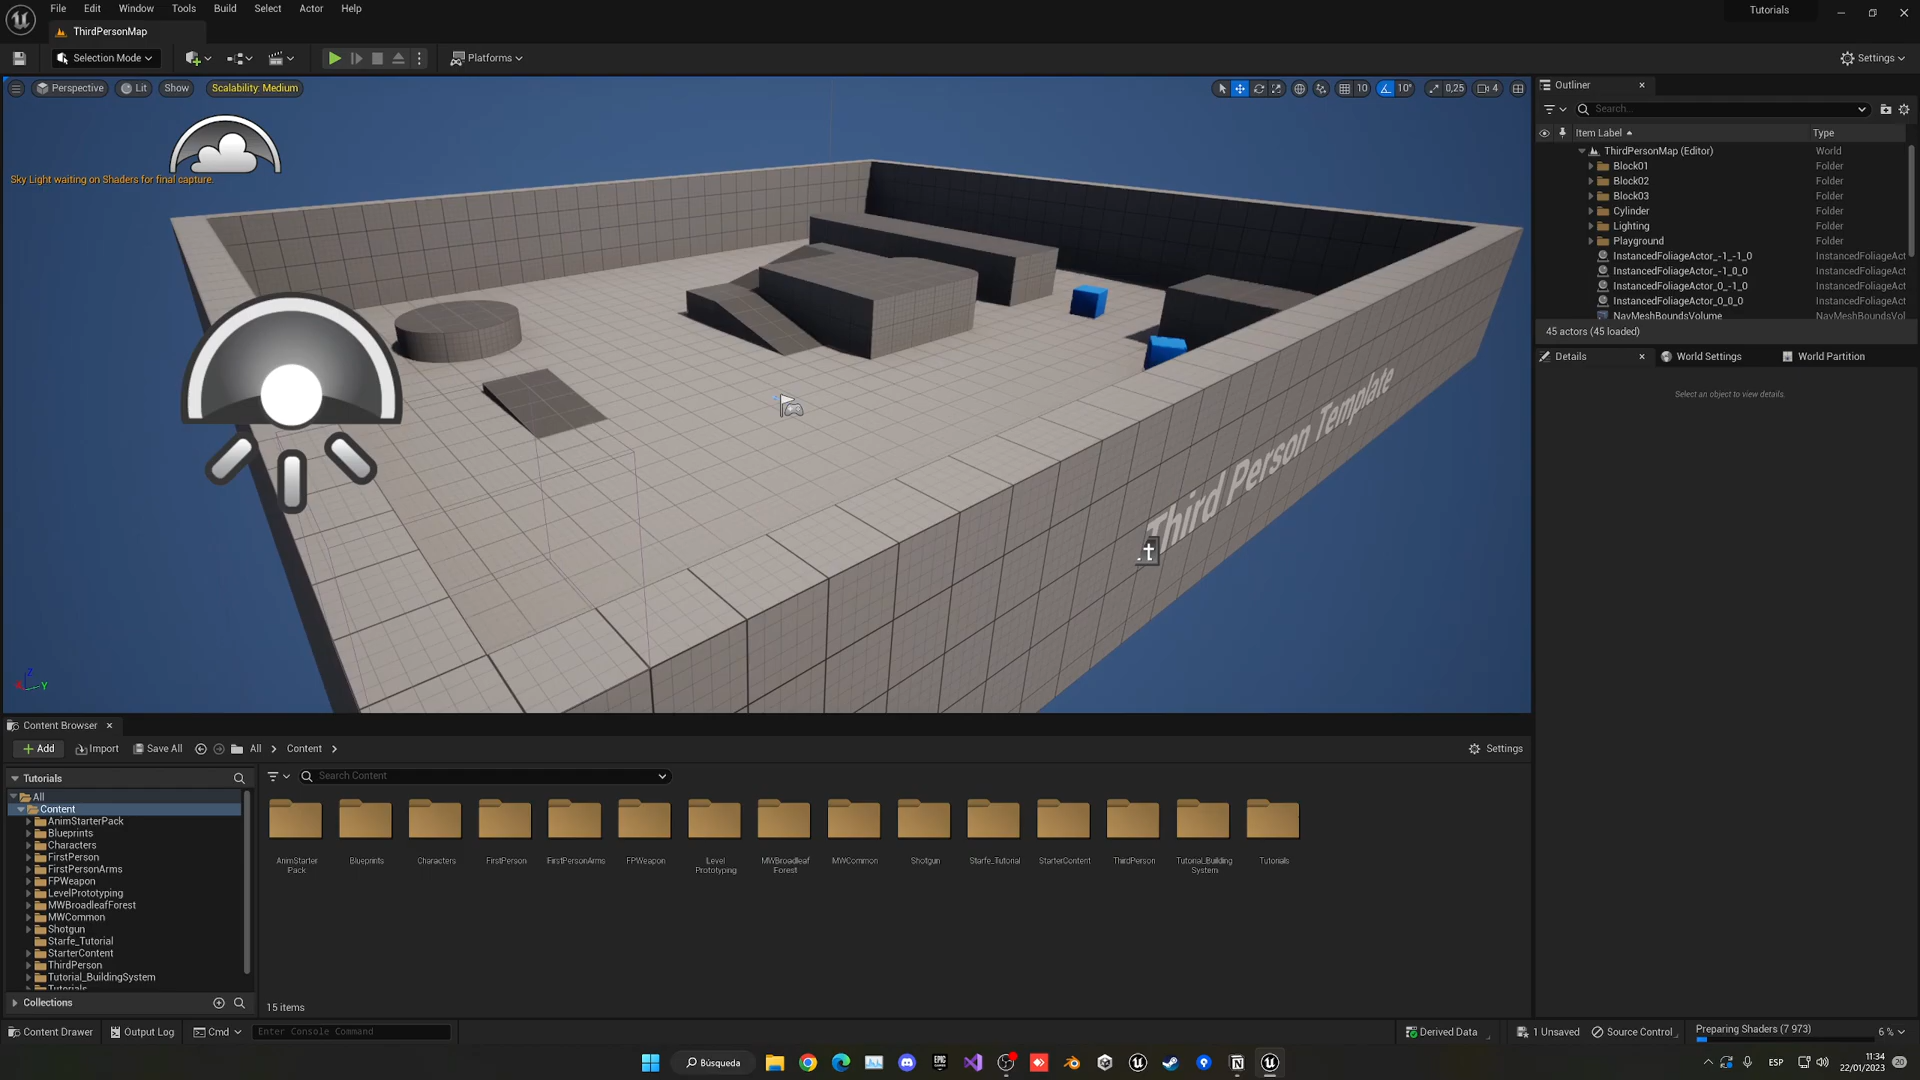 File Edit Window Tools Build Select Actor Help
Tutorials
ThirdPersonMap
Selection Mode
Platforms
Settings
Perspective Lit Show Scalability: Medium
10 10° 0,25 4
Sky Light waiting on Shaders for final capture.
Third Person Template
Z
Y
Outliner
Search...
Item Label Type
ThirdPersonMap (Editor) World
Block01 Folder
Block02 Folder
Block03 Folder
Cylinder Folder
Lighting Folder
Playground Folder
InstancedFoliageActor_-1_-1_0 InstancedFoliageAct
InstancedFoliageActor_-1_0_0 InstancedFoliageAct
InstancedFoliageActor_0_-1_0 InstancedFoliageAct
InstancedFoliageActor_0_0_0 InstancedFoliageAct
NavMeshBoundsVolume NavMeshBoundsVol
45 actors (45 loaded)
Details World Settings World Partition
Select an object to view details.
Content Browser
Add Import Save All All Content Settings
Tutorials
Search Content
All
Content
AnimStarterPack
Blueprints
Characters
FirstPerson
FirstPersonArms
FPWeapon
LevelPrototyping
MWBroadleafForest
MWCommon
Shotgun
Starfe_Tutorial
StarterContent
ThirdPerson
Tutorial_BuildingSystem
Tutorials
Collections
AnimStarter Blueprints Characters FirstPerson FirstPersonArms FPWeapon Level MWBroadleaf MWCommon Shotgun Starfe_Tutorial StarterContent ThirdPerson Tutorial_Building Tutorials
Pack Prototyping Forest System
15 items
Content Drawer Output Log Cmd Enter Console Command
Derived Data 1 Unsaved Source Control Preparing Shaders (7 973) 6 %
Búsqueda
ESP
11:34
22/01/2023
20